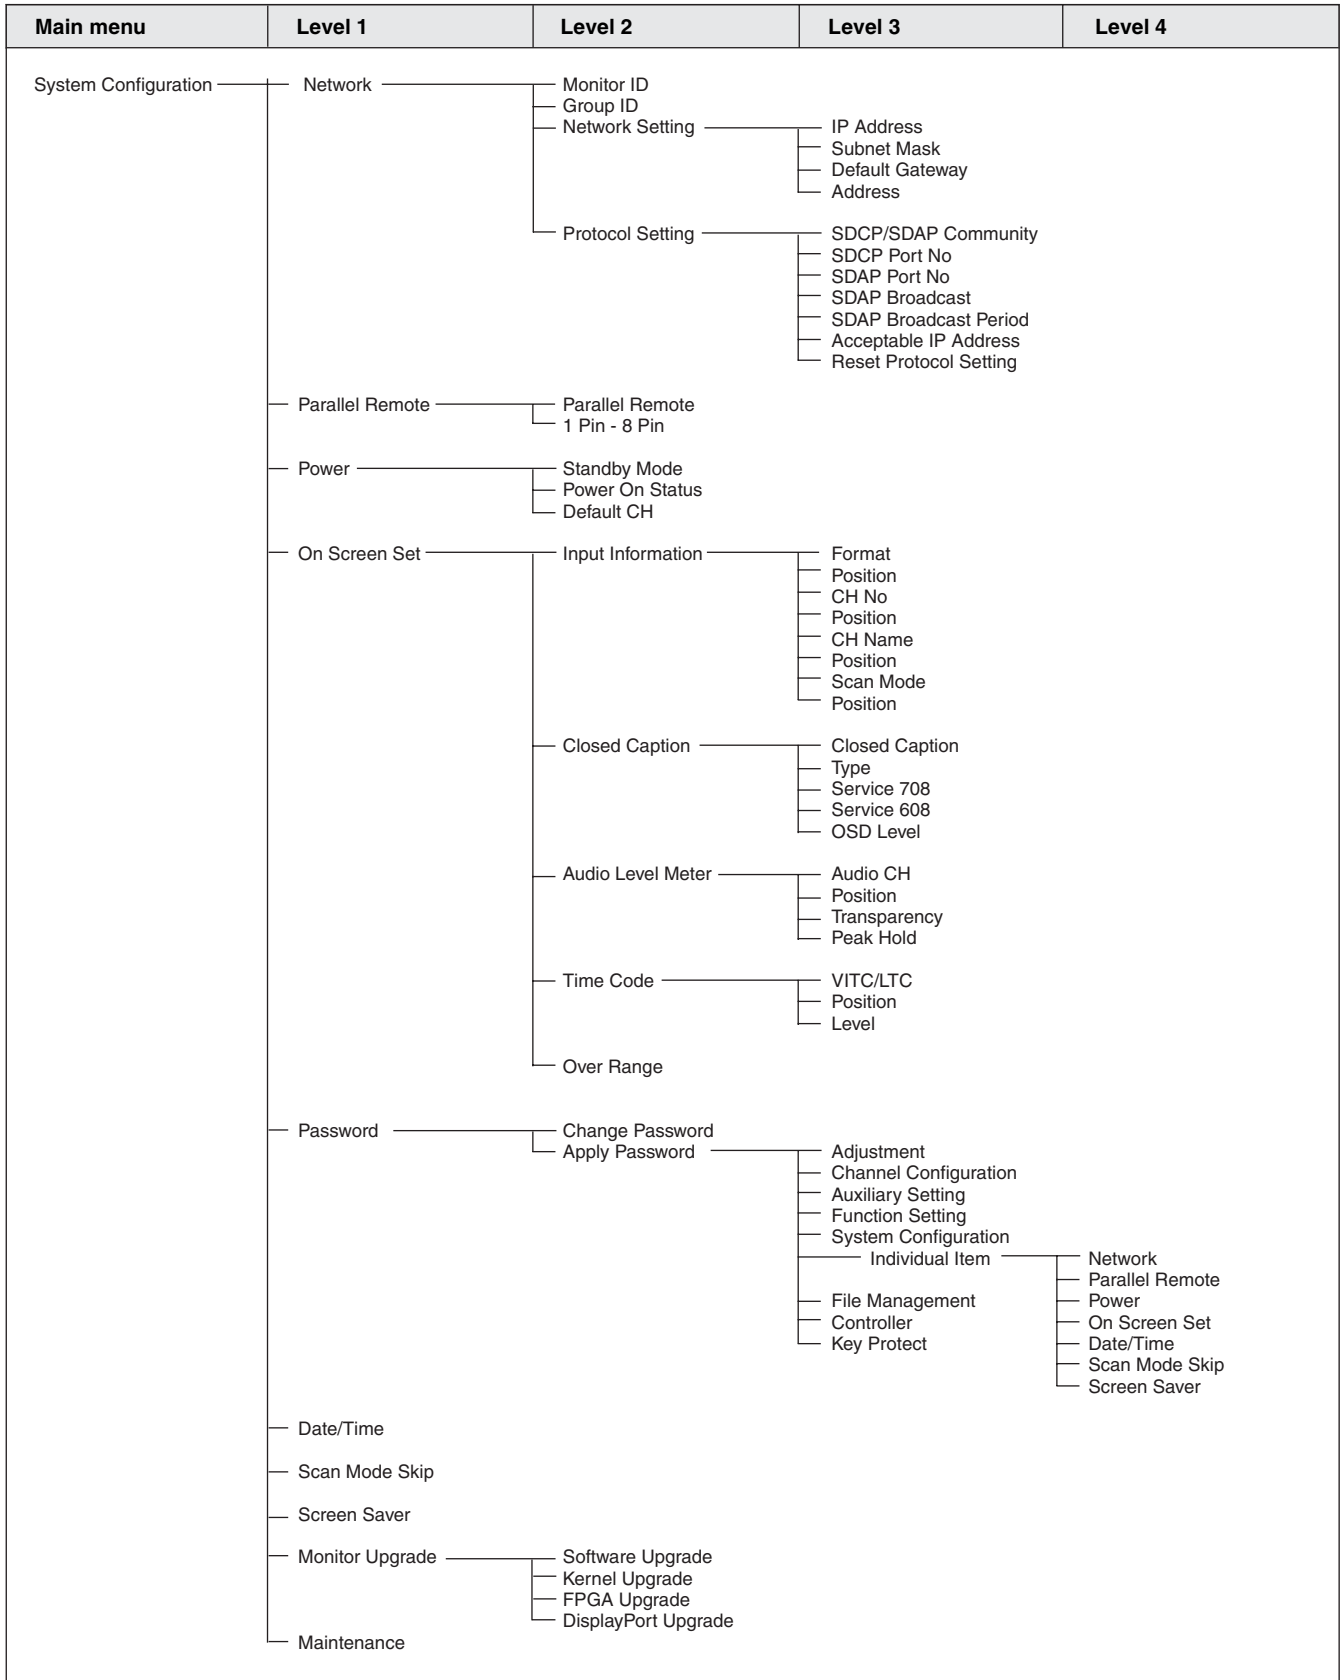 Main menu Level 1 Level 2 Level 3 Level 4
System Configuration Network Monitor ID
Group ID
Network Setting IP Address
Subnet Mask
Default Gateway
Address
Protocol Setting SDCP/SDAP Community
SDCP Port No
SDAP Port No
SDAP Broadcast
SDAP Broadcast Period
Acceptable IP Address
Reset Protocol Setting
Parallel Remote Parallel Remote
1 Pin - 8 Pin
Power Standby Mode
Power On Status
Default CH
On Screen Set Input Information Format
Position
CH No
Position
CH Name
Position
Scan Mode
Position
Closed Caption Closed Caption
Type
Service 708
Service 608
OSD Level
Audio Level Meter Audio CH
Position
Transparency
Peak Hold
Time Code VITC/LTC
Position
Level
Over Range
Password Change Password
Apply Password Adjustment
Channel Configuration
Auxiliary Setting
Function Setting
System Configuration
Individual Item Network
Parallel Remote
File Management Power
Controller On Screen Set
Key Protect Date/Time
Scan Mode Skip
Screen Saver
Date/Time
Scan Mode Skip
Screen Saver
Monitor Upgrade Software Upgrade
Kernel Upgrade
FPGA Upgrade
DisplayPort Upgrade
Maintenance